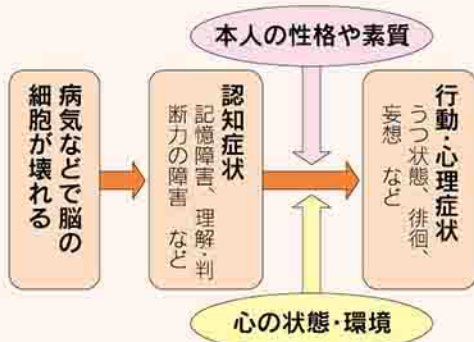 本人の性格や素質
病気などで脳の
細胞が壊れる
認知症状
記憶障害、理解・判
断力の障害 など
行動・心理症状
うつ状態、徘徊、
妄想 など
心の状態・環境